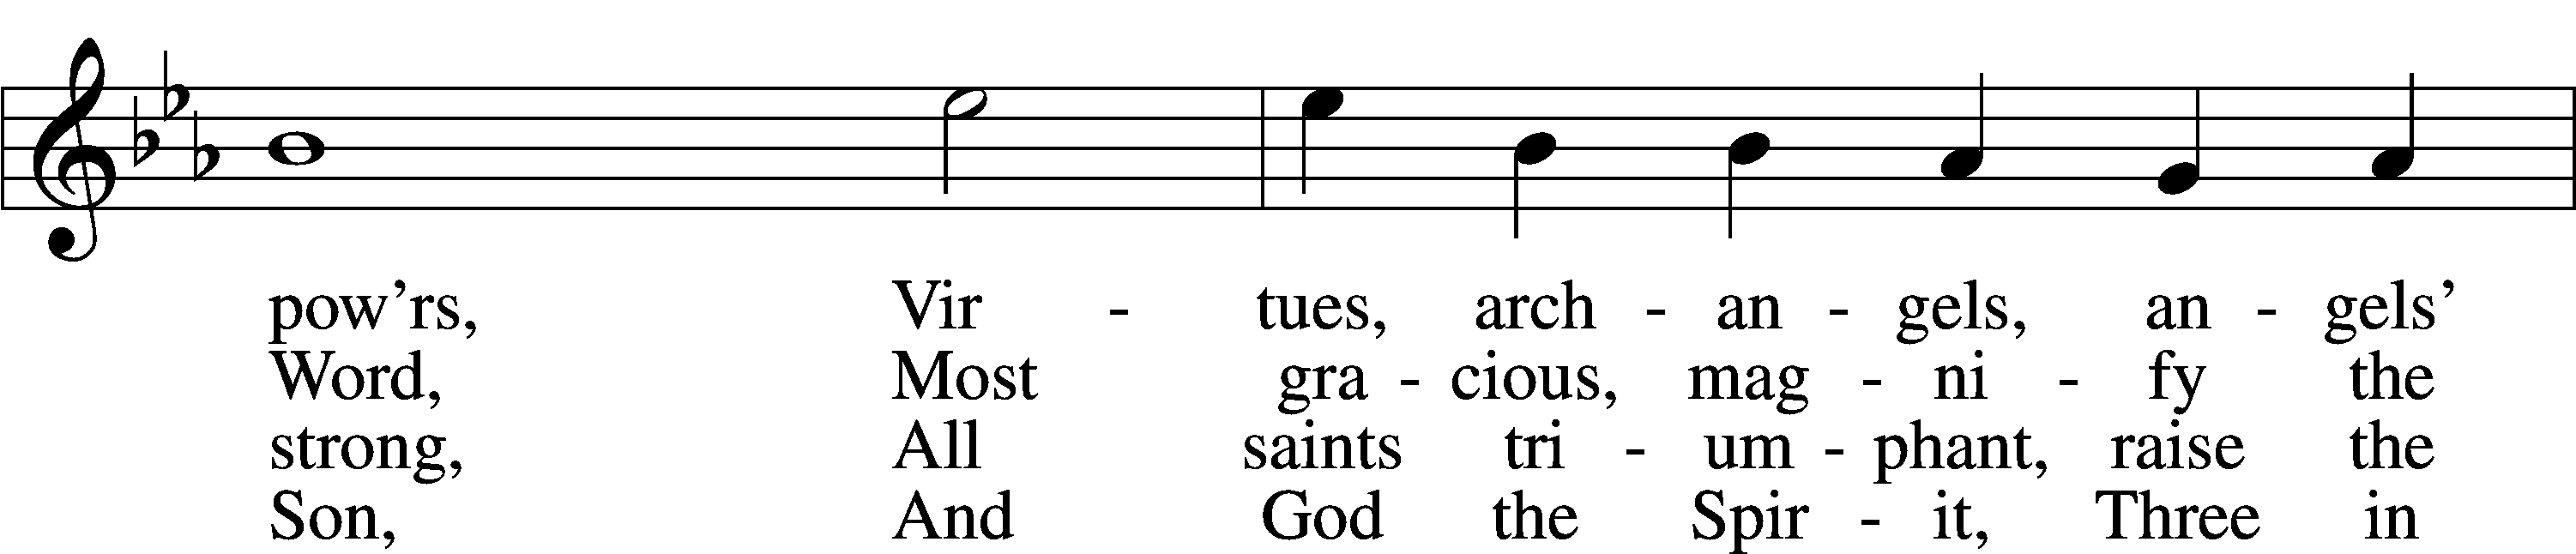 pow’rs, Vir - tues, arch - an - gels, an - gels’
Word, Most gra - cious, mag - ni - fy the
strong, All saints tri - um - phant, raise the
Son, And God the Spir - it, Three in